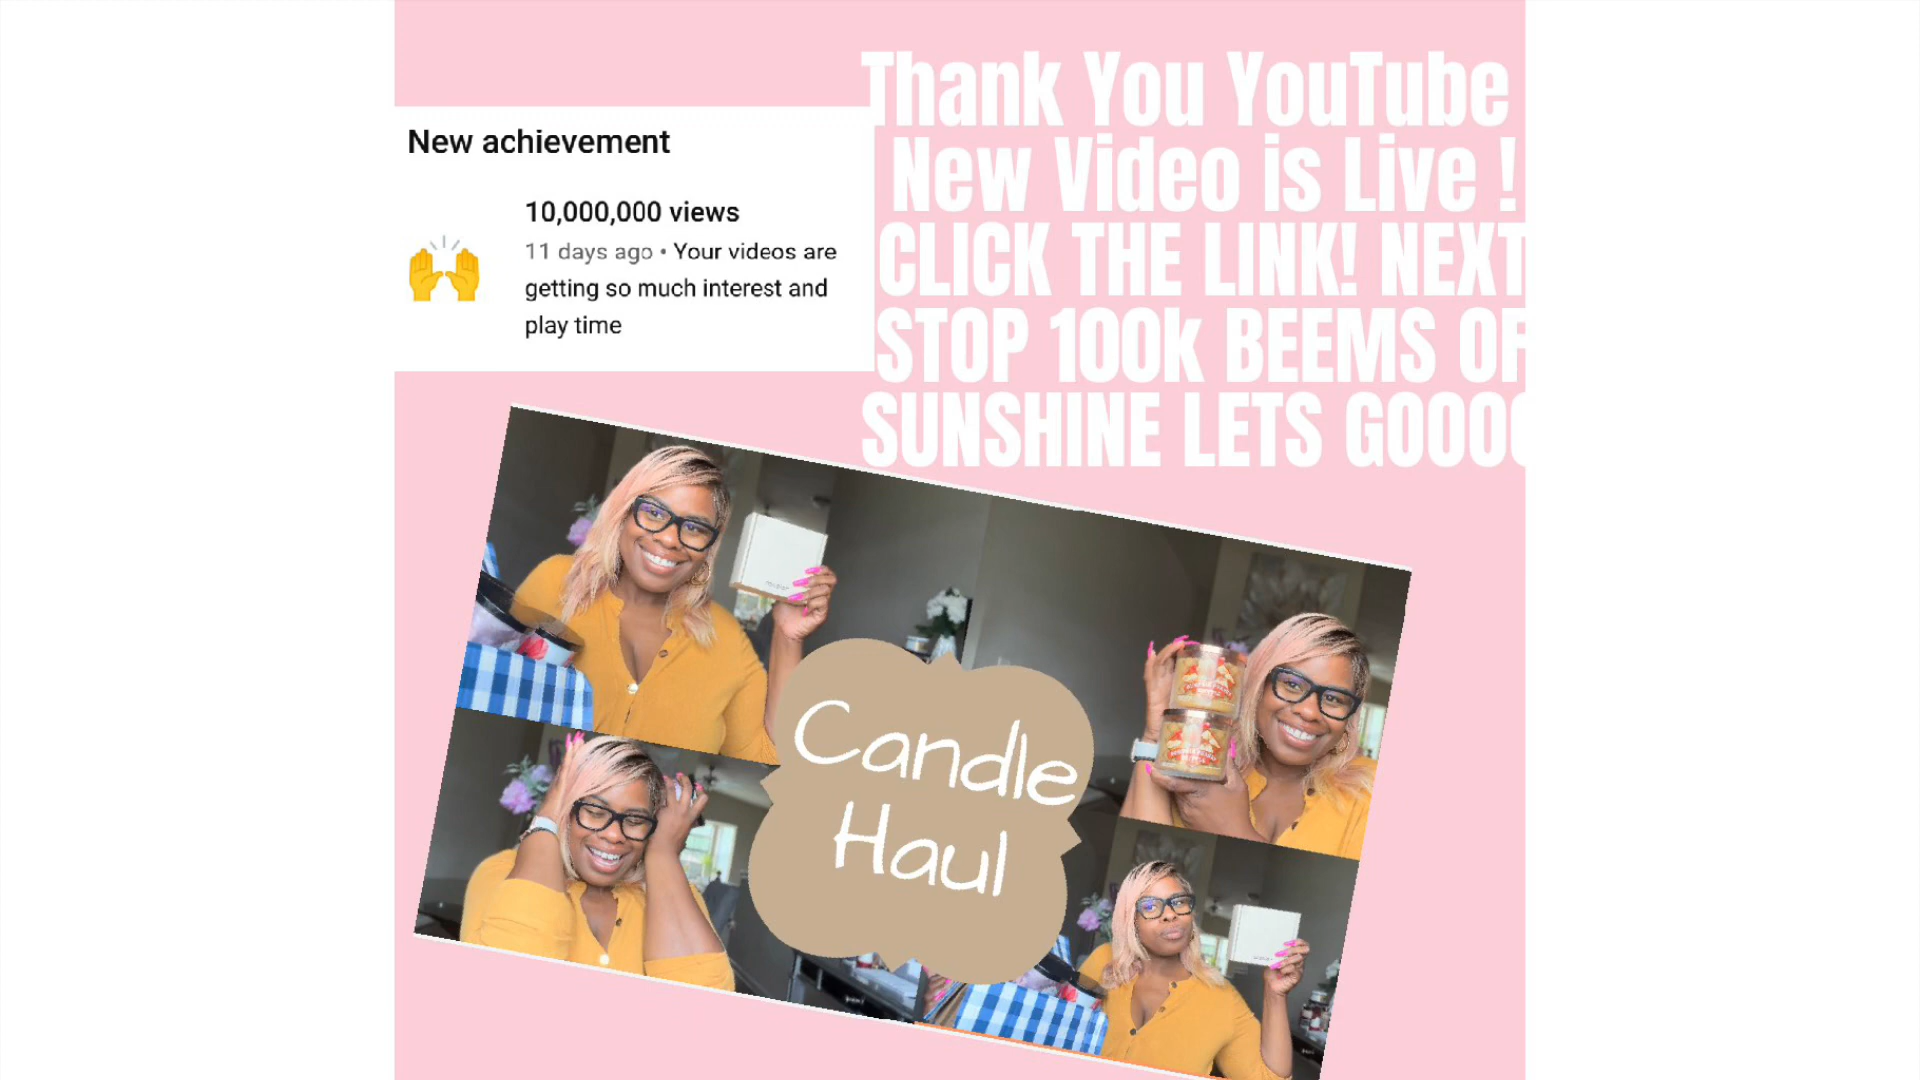 Thank You YouTube
New Video is Live !
CLICK THE LINK! NEXT
STOP 100k BEEMS OF
SUNSHINE LETS GOOOO
New achievement
10,000,000 views
11 days ago • Your videos are
getting so much interest and
play time
Candle
Haul